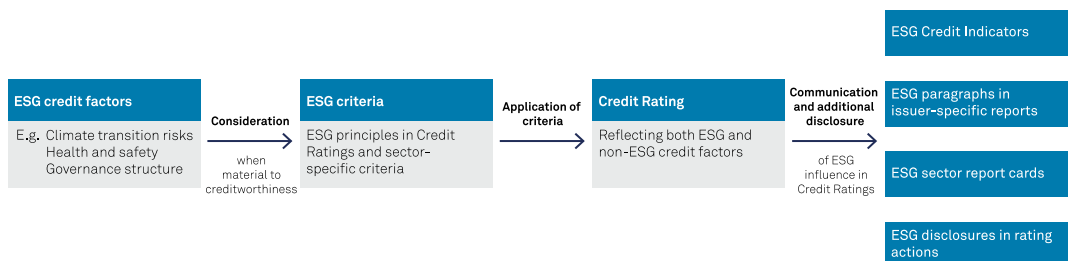 ESG credit factors
E.g. Climate transition risks
Health and safety
Governance structure
Consideration
when
material to
creditworthiness
ESG criteria
ESG principles in Credit
Ratings and sector-
specific criteria
Application of
criteria
Credit Rating
Reflecting both ESG and
non-ESG credit factors
Communication
and additional
disclosure
of ESG
influence in
Credit Ratings
ESG Credit Indicators
ESG paragraphs in
issuer-specific reports
ESG sector report cards
ESG disclosures in rating
actions